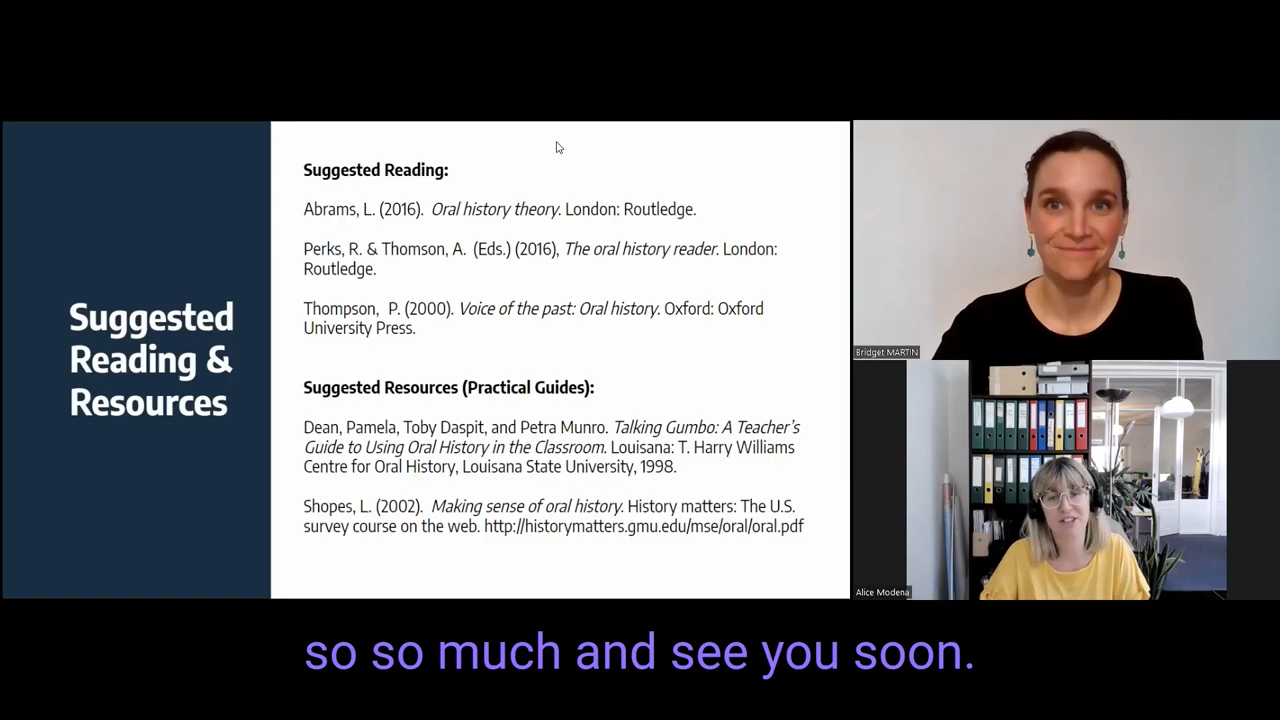 Suggested
Reading &
Resources
Suggested Reading:
Abrams, L. (2016). Oral history theory. London: Routledge.
Perks, R. & Thomson, A. (Eds.) (2016), The oral history reader. London:
Routledge.
Thompson, P. (2000). Voice of the past: Oral history. Oxford: Oxford
University Press.
Suggested Resources (Practical Guides):
Dean, Pamela, Toby Daspit, and Petra Munro. Talking Gumbo: A Teacher's
Guide to Using Oral History in the Classroom. Louisana: T. Harry Williams
Centre for Oral History, Louisana State University, 1998.
Shopes, L. (2002). Making sense of oral history. History matters: The U.S.
survey course on the web. http://historymatters.gmu.edu/mse/oral/oral.pdf
Bridget MARTIN
Alice Modena
so so much and see you soon.